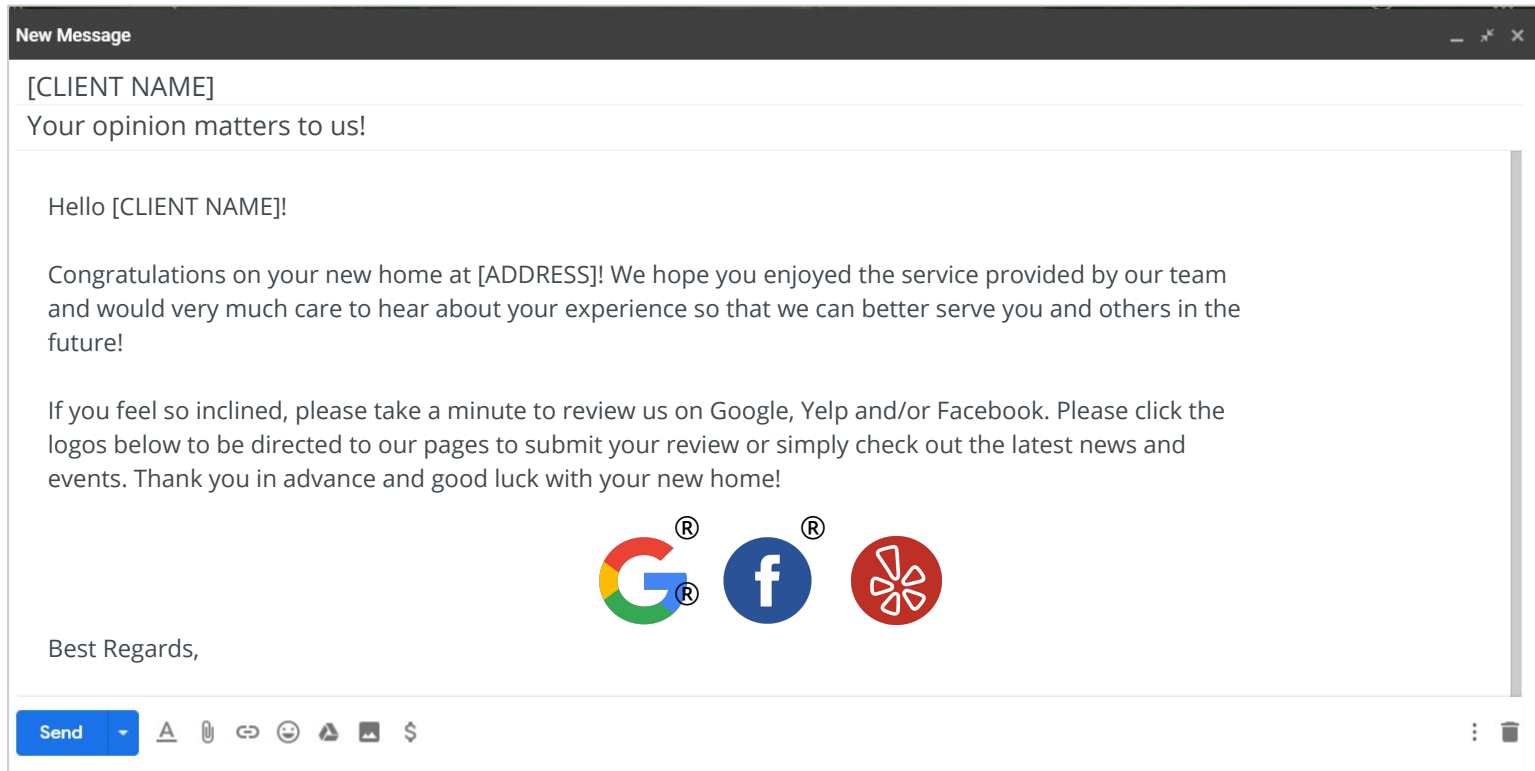 New Message
[CLIENT NAME]
Your opinion matters to us!
Hello [CLIENT NAME]!
Congratulations on your new home at [ADDRESS]! We hope you enjoyed the service provided by our team
and would very much care to hear about your experience so that we can better serve you and others in the
future!
If you feel so inclined, please take a minute to review us on Google, Yelp and/or Facebook. Please click the
logos below to be directed to our pages to submit your review or simply check out the latest news and
events. Thank you in advance and good luck with your new home!
® ®
G f
®
Best Regards,
Send A $